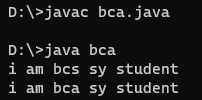 D:\>javac bca.java
D:\>java bca
i am bcs sy student
i am bca sy student